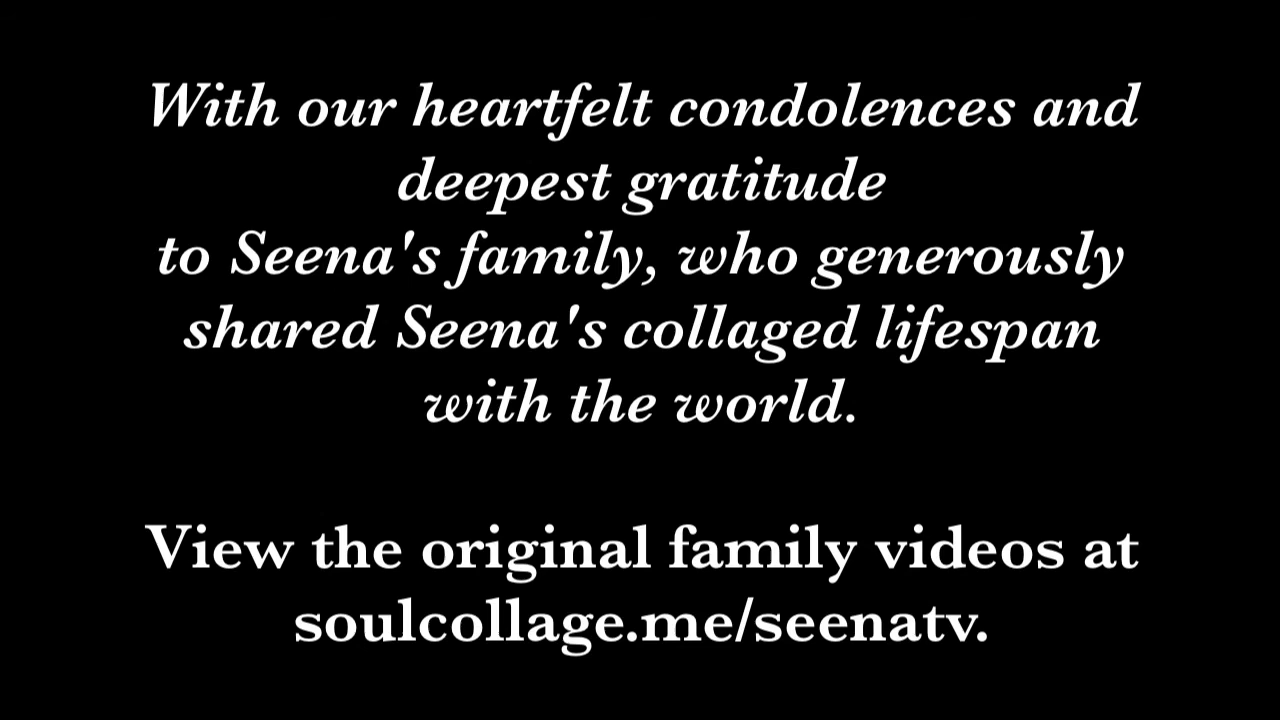 With our heartfelt condolences and
deepest gratitude
to Seena's family, who generously
shared Seena's collaged lifespan
with the world.
View the original family videos at
soulcollage.me/seenatv.